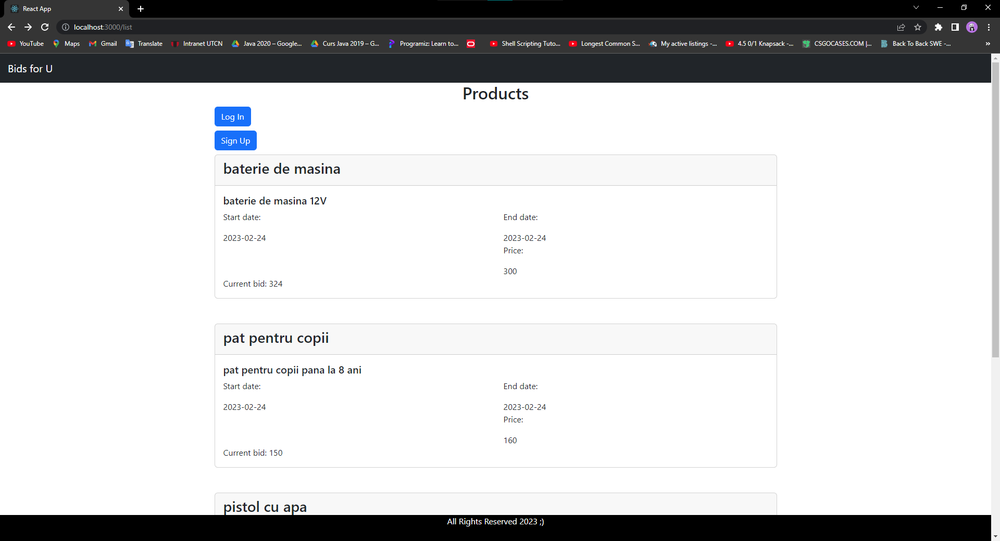 React App
localhost:3000/list
YouTube Maps Gmail Translate Intranet UTCN Java 2020 – Google... Curs Java 2019 – G... Programiz: Learn to... Shell Scripting Tuto... Longest Common S... My active listings -... 4.5 0/1 Knapsack -... CSGOCASES.COM |... Back To Back SWE -... »
Bids for U
Products
Log In
Sign Up
baterie de masina
baterie de masina 12V
Start date: End date:
2023-02-24 2023-02-24
Price:
300
Current bid: 324
pat pentru copii
pat pentru copii pana la 8 ani
Start date: End date:
2023-02-24 2023-02-24
Price:
160
Current bid: 150
pistol cu apa
All Rights Reserved 2023 ;)